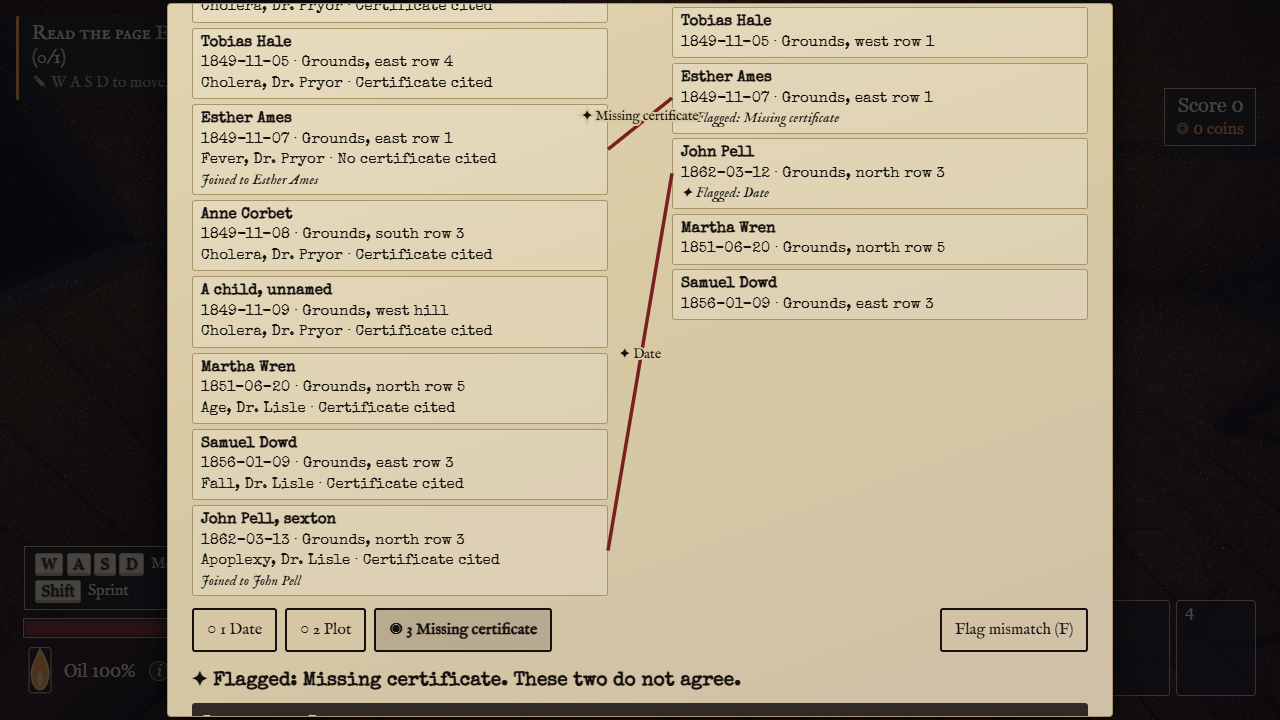 Cholera, Dr. Pryor · Certificate cited
Tobias Hale
1849-11-05 · Grounds, east row 4
Cholera, Dr. Pryor · Certificate cited
Esther Ames
1849-11-07 · Grounds, east row 1
Fever, Dr. Pryor · No certificate cited
Joined to Esther Ames
Anne Corbet
1849-11-08 · Grounds, south row 3
Cholera, Dr. Pryor · Certificate cited
A child, unnamed
1849-11-09 · Grounds, west hill
Cholera, Dr. Pryor · Certificate cited
Martha Wren
1851-06-20 · Grounds, north row 5
Age, Dr. Lisle · Certificate cited
Samuel Dowd
1856-01-09 · Grounds, east row 3
Fall, Dr. Lisle · Certificate cited
John Pell, sexton
1862-03-13 · Grounds, north row 3
Apoplexy, Dr. Lisle · Certificate cited
Joined to John Pell
✦ Missing certificate
✦ Date
Tobias Hale
1849-11-05 · Grounds, west row 1
Esther Ames
1849-11-07 · Grounds, east row 1
Flagged: Missing certificate
John Pell
1862-03-12 · Grounds, north row 3
✦ Flagged: Date
Martha Wren
1851-06-20 · Grounds, north row 5
Samuel Dowd
1856-01-09 · Grounds, east row 3
○ 1 Date
○ 2 Plot
◉ 3 Missing certificate
Flag mismatch (F)
✦ Flagged: Missing certificate. These two do not agree.
Read the page
(0/1)
W A S D to move
Score 0
0 coins
W A S D
Shift Sprint
Oil 100% i
4